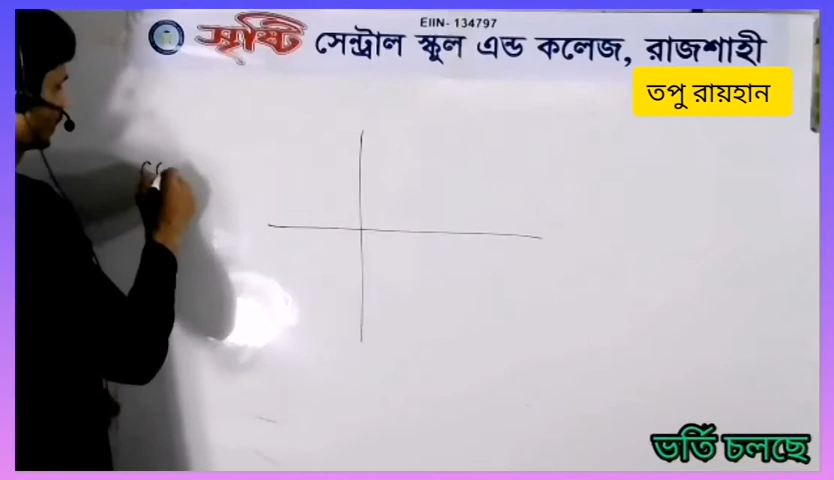 EIIN- 134797
সৃষ্টি সেন্ট্রাল স্কুল এন্ড কলেজ, রাজশাহী
তপু রায়হান
ভর্তি চলছে